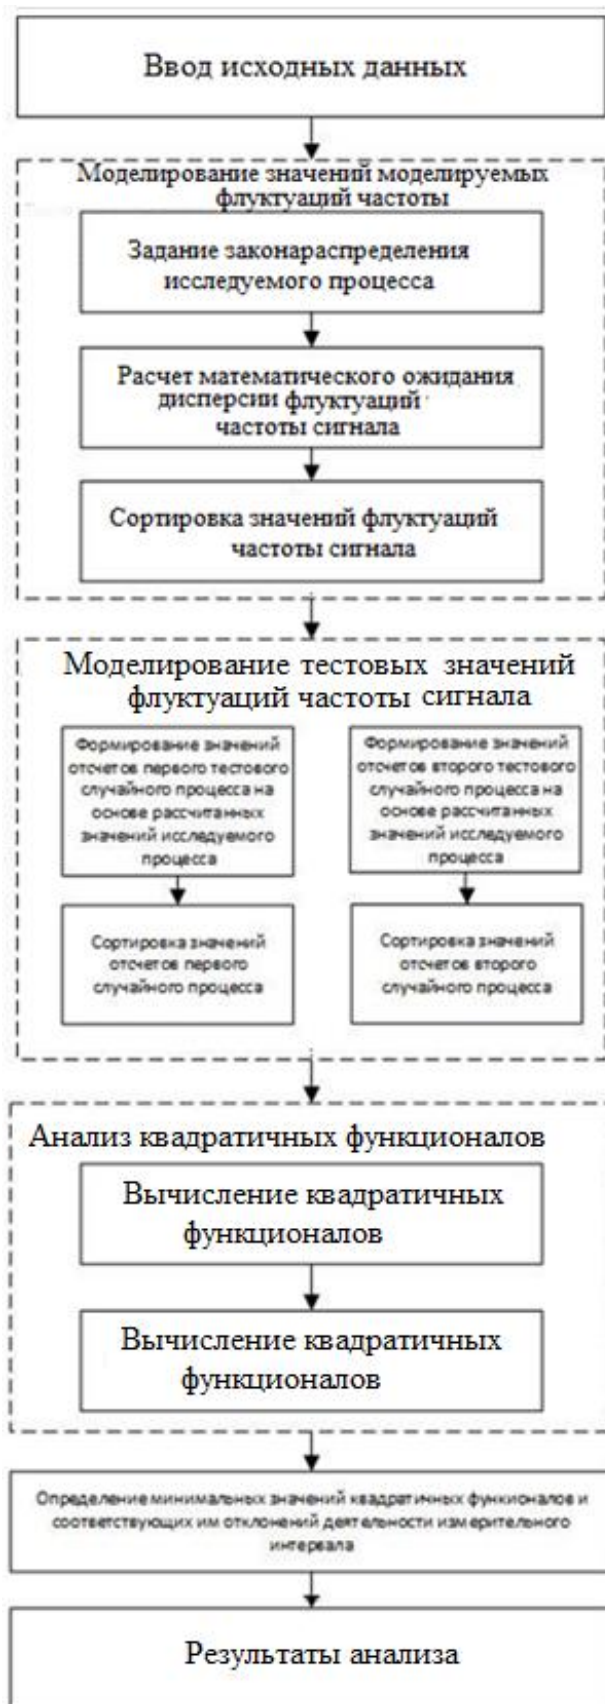 Ввод исходных данных
Моделирование значений моделируемых
флуктуаций частоты
Задание законараспределения
исследуемого процесса
Расчет математического ожидания
дисперсии флуктуаций
частоты сигнала
Сортировка значений флуктуаций
частоты сигнала
Моделирование тестовых значений
флуктуаций частоты сигнала
Формирование значений
отсчетов первого тестового
случайного процесса на
основе рассчитанных
значений исследуемого
процесса
Сортировка значений
отсчетов первого
случайного процесса
Формирование значений
отсчетов второго тестового
случайного процесса на
основе рассчитанных
значений исследуемого
процесса
Сортировка значений
отсчетов второго
случайного процесса
Анализ квадратичных функционалов
Вычисление квадратичных
функционалов
Вычисление квадратичных
функционалов
Определение минимальных значений квадратичных функионалов и
соответствующих им отклонений деятельности измерительного
интервала
Результаты анализа